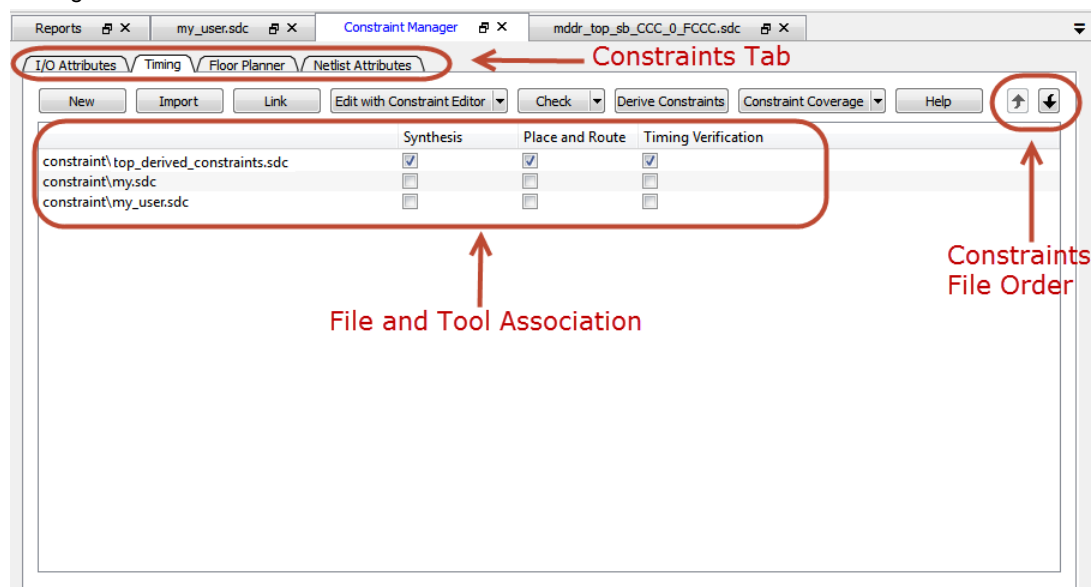 Reports my_user.sdc Constraint Manager mddr_top_sb_CCC_0_FCCC.sdc
I/O Attributes Timing Floor Planner Netlist Attributes
Constraints Tab
New Import Link Edit with Constraint Editor Check Derive Constraints Constraint Coverage Help
Synthesis Place and Route Timing Verification
constraint\top_derived_constraints.sdc
constraint\my.sdc
constraint\my_user.sdc
Constraints
File Order
File and Tool Association